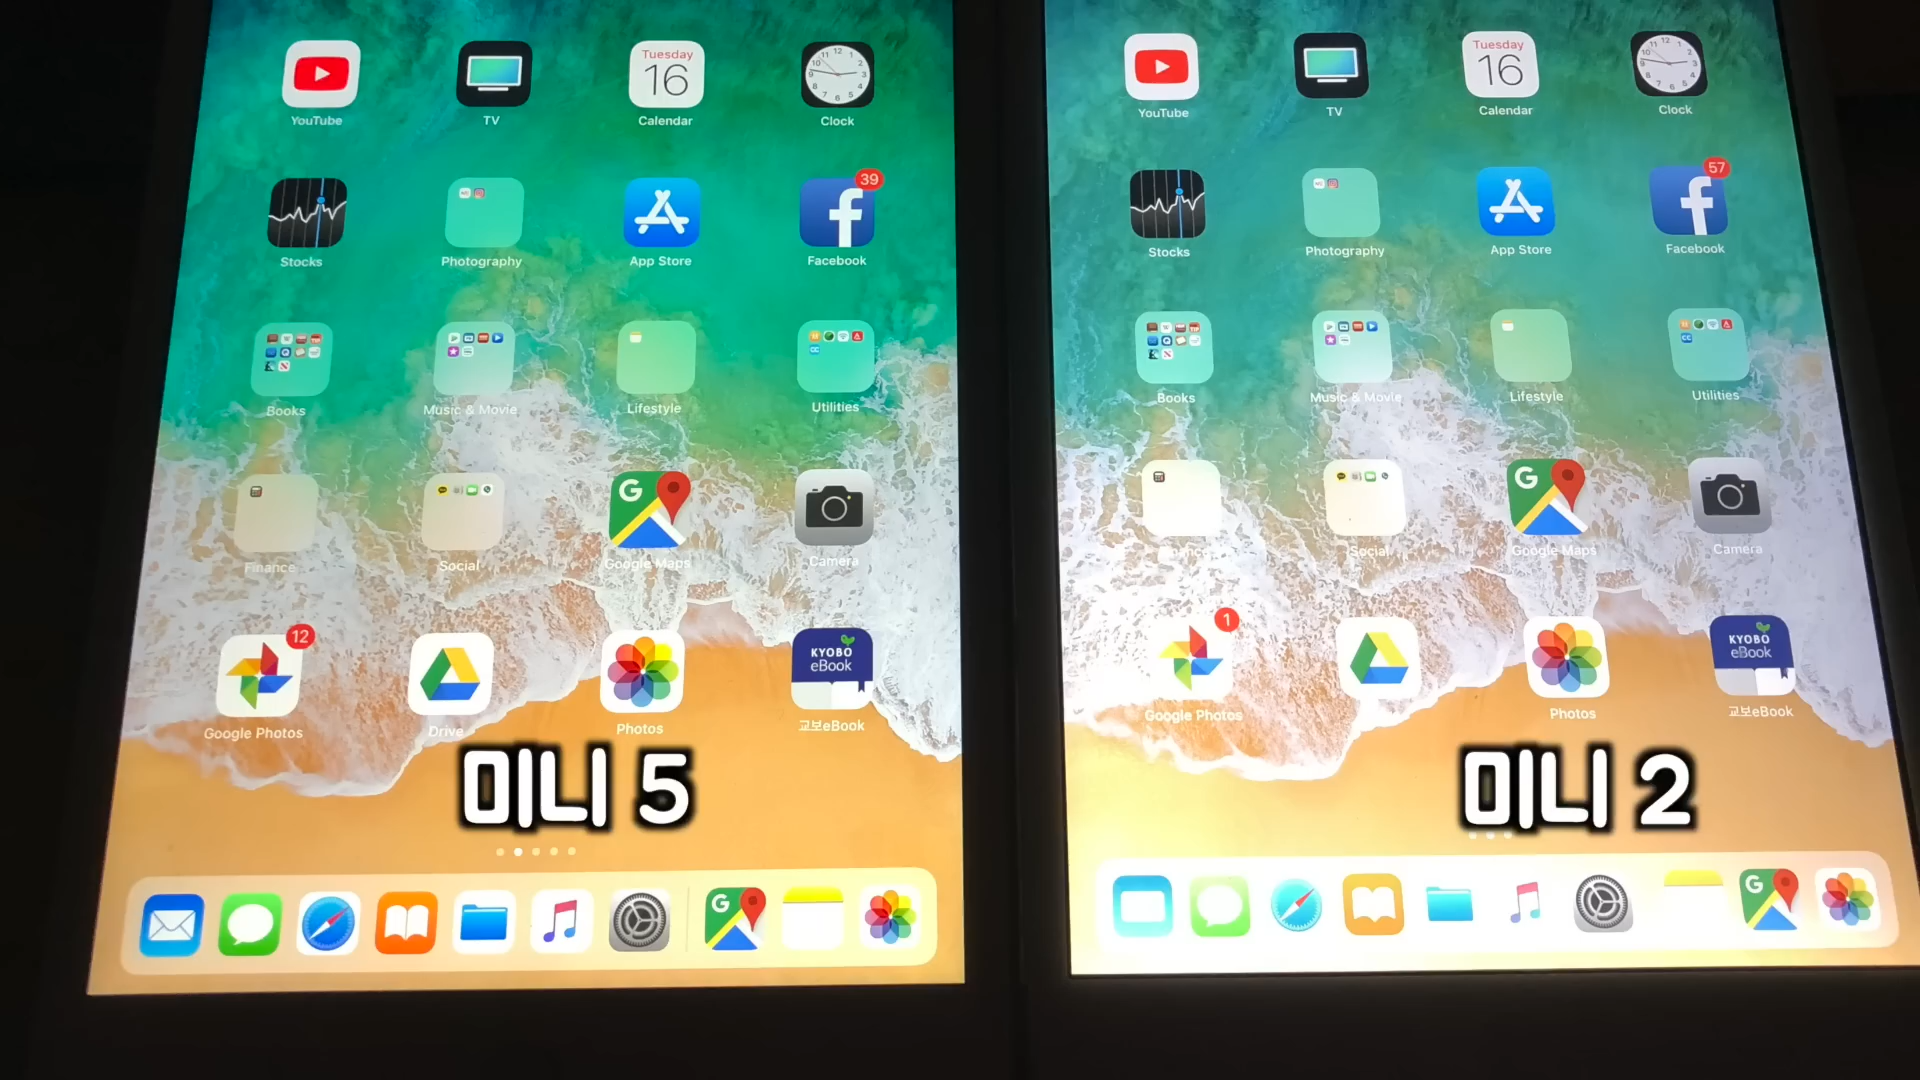 YouTube TV Calendar Clock
Tuesday
16
Stocks Photography App Store Facebook
39
Books Music & Movie Lifestyle Utilities
Finance Social Google Maps Camera
G
12
KYOBO
eBook
Google Photos Drive Photos 교보eBook
미니 5
G
YouTube TV Calendar Clock
Tuesday
16
Stocks Photography App Store Facebook
57
Books Music & Movie Lifestyle Utilities
Finance Social Google Maps Camera
G
1
KYOBO
eBook
Google Photos Photos 교보eBook
미니 2
G